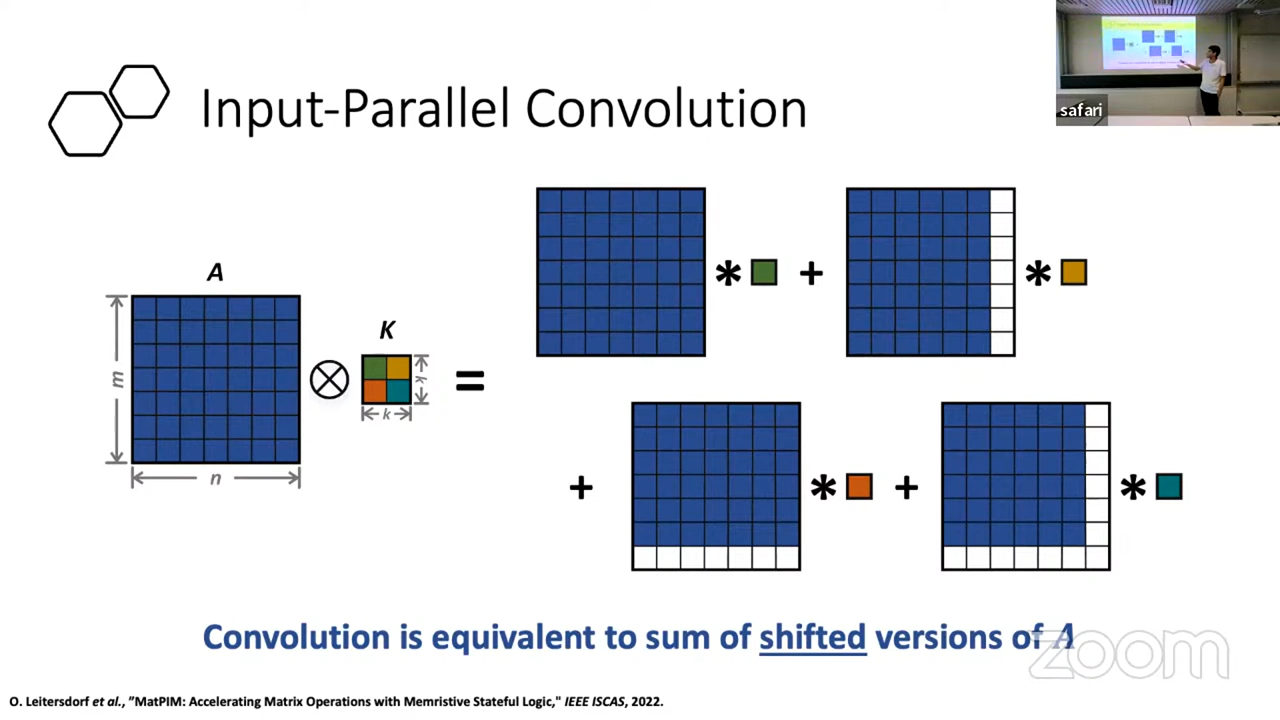 Input-Parallel Convolution
safari
A
m
n
K
k
k
=
* +
*
+
* +
*
Convolution is equivalent to sum of shifted versions of A
zoom
O. Leitersdorf et al., "MatPIM: Accelerating Matrix Operations with Memristive Stateful Logic," IEEE ISCAS, 2022.